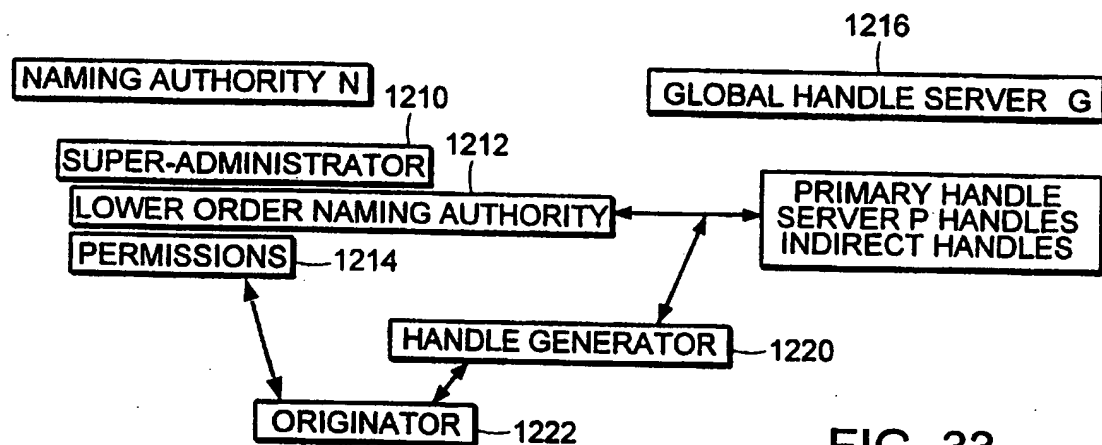 1216
NAMING AUTHORITY N
GLOBAL HANDLE SERVER G
1210
SUPER-ADMINISTRATOR
1212
LOWER ORDER NAMING AUTHORITY
PRIMARY HANDLE
SERVER P HANDLES
INDIRECT HANDLES
PERMISSIONS
1214
HANDLE GENERATOR
1220
ORIGINATOR
1222